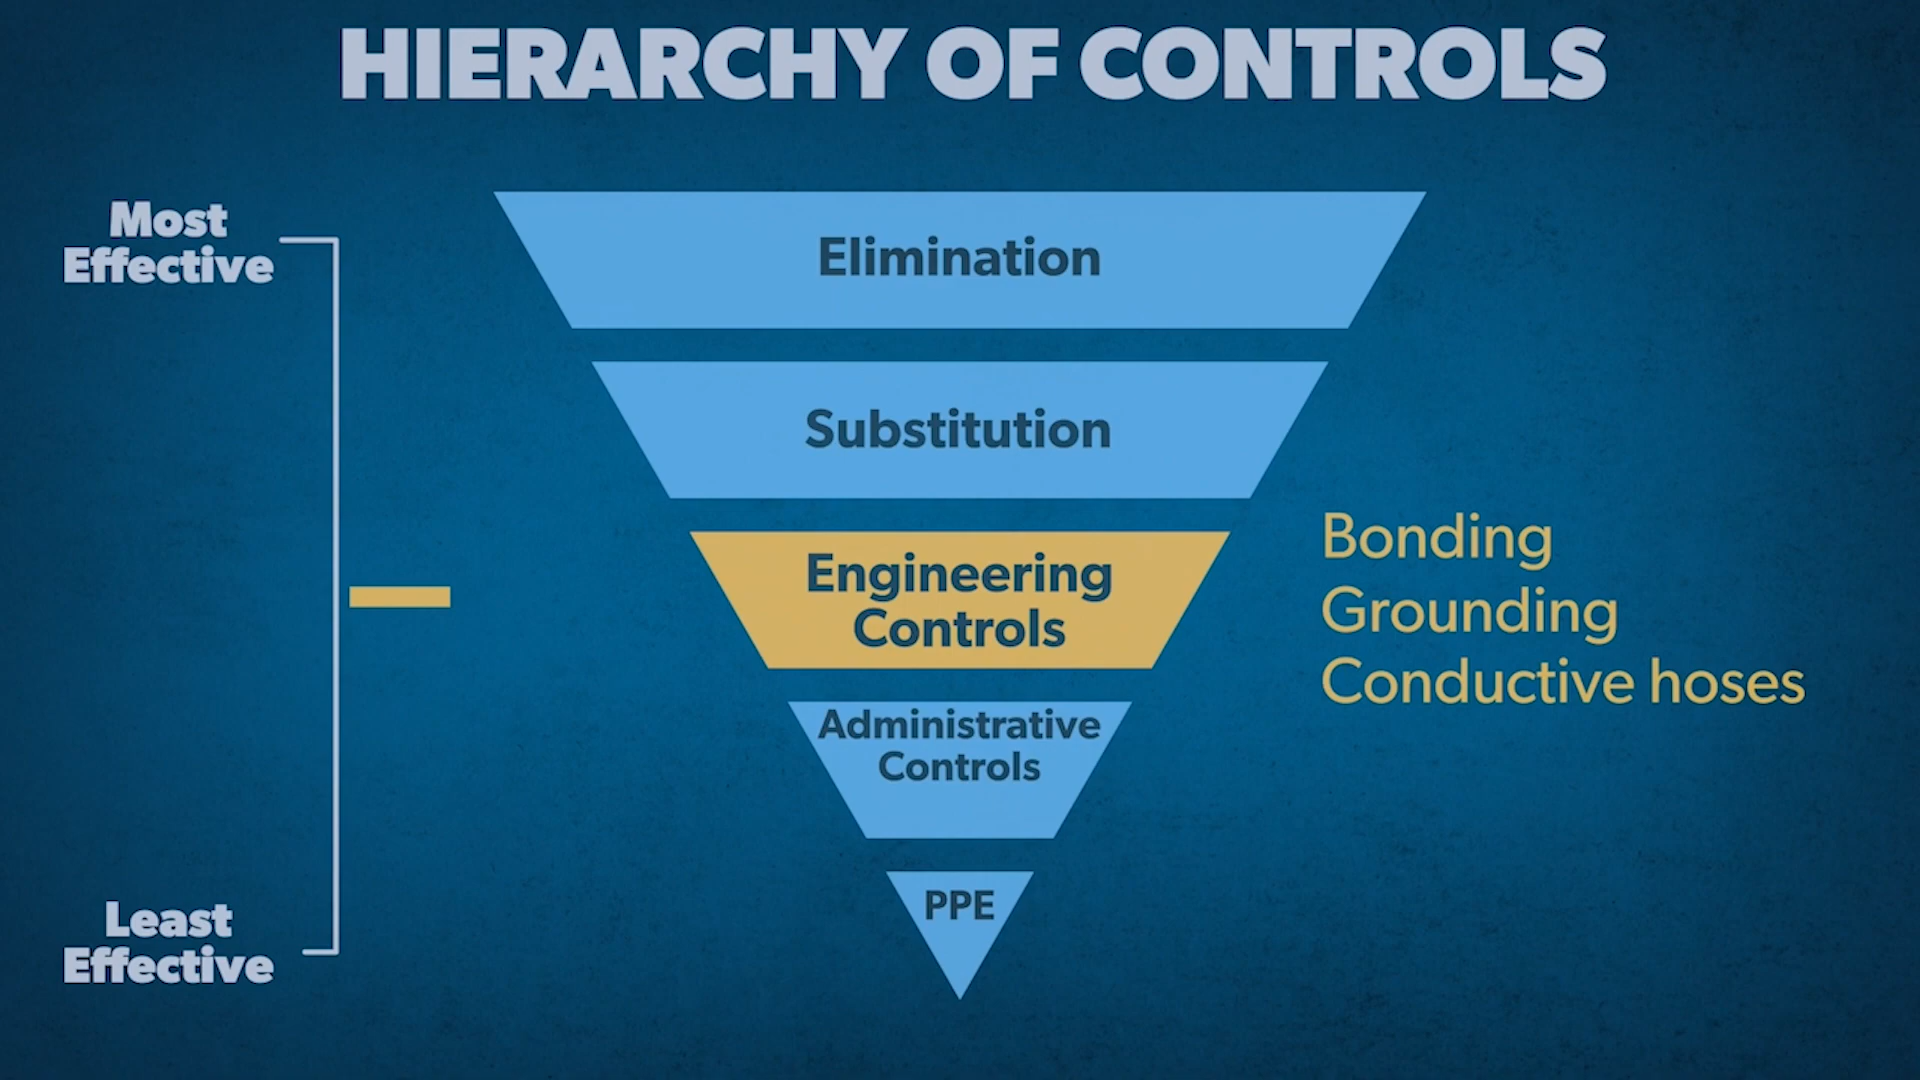 HIERARCHY OF CONTROLS
Most
Effective
Elimination
Substitution
Engineering
Controls
Bonding
Grounding
Conductive hoses
Administrative
Controls
PPE
Least
Effective